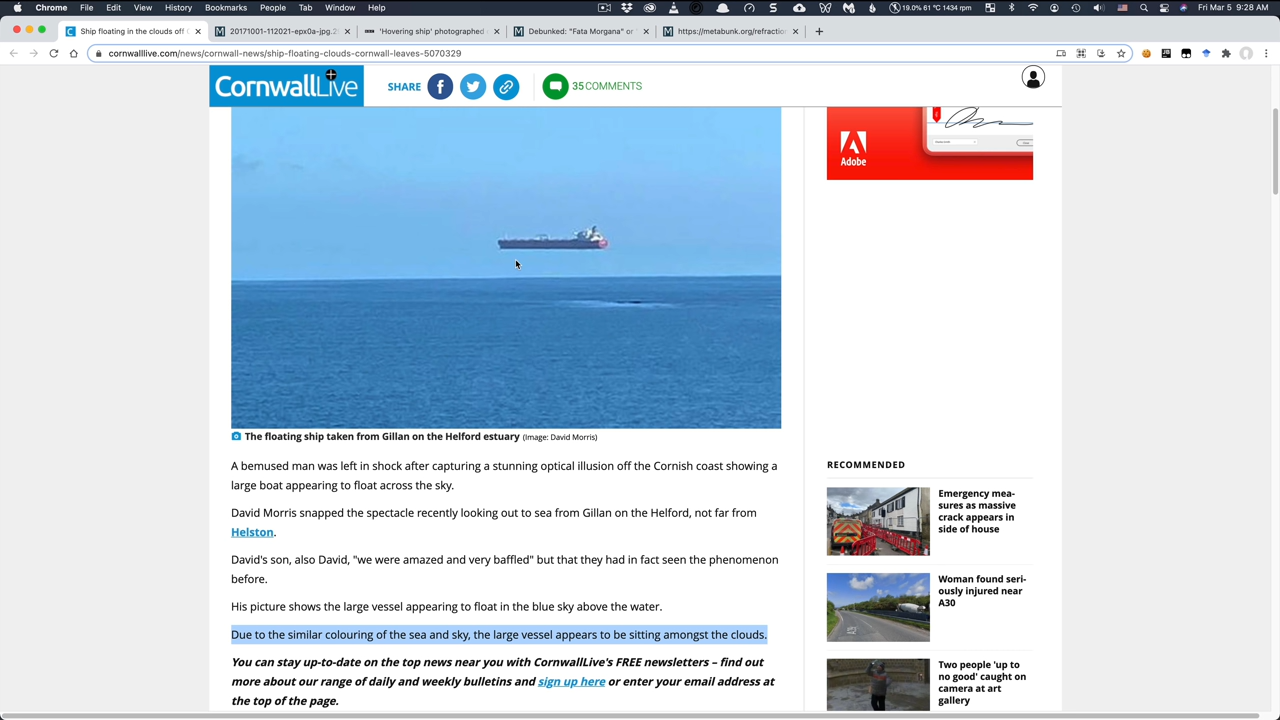 Chrome File Edit View History Bookmarks People Tab Window Help
19.0% 61 °C 1434 rpm
Fri Mar 5 9:28 AM
Ship floating in the clouds off C
20171001-112021-epx0a-jpg.2
'Hovering ship' photographed
Debunked: "Fata Morgana" or
https://metabunk.org/refractio
cornwalllive.com/news/cornwall-news/ship-floating-clouds-cornwall-leaves-5070329
CornwallLive
SHARE
35 COMMENTS
Adobe
The floating ship taken from Gillan on the Helford estuary (Image: David Morris)
A bemused man was left in shock after capturing a stunning optical illusion off the Cornish coast showing a
large boat appearing to float across the sky.
David Morris snapped the spectacle recently looking out to sea from Gillan on the Helford, not far from
Helston.
David's son, also David, "we were amazed and very baffled" but that they had in fact seen the phenomenon
before.
His picture shows the large vessel appearing to float in the blue sky above the water.
Due to the similar colouring of the sea and sky, the large vessel appears to be sitting amongst the clouds.
You can stay up-to-date on the top news near you with CornwallLive's FREE newsletters – find out
more about our range of daily and weekly bulletins and sign up here or enter your email address at
the top of the page.
RECOMMENDED
Emergency mea-
sures as massive
crack appears in
side of house
Woman found seri-
ously injured near
A30
Two people 'up to
no good' caught on
camera at art
gallery